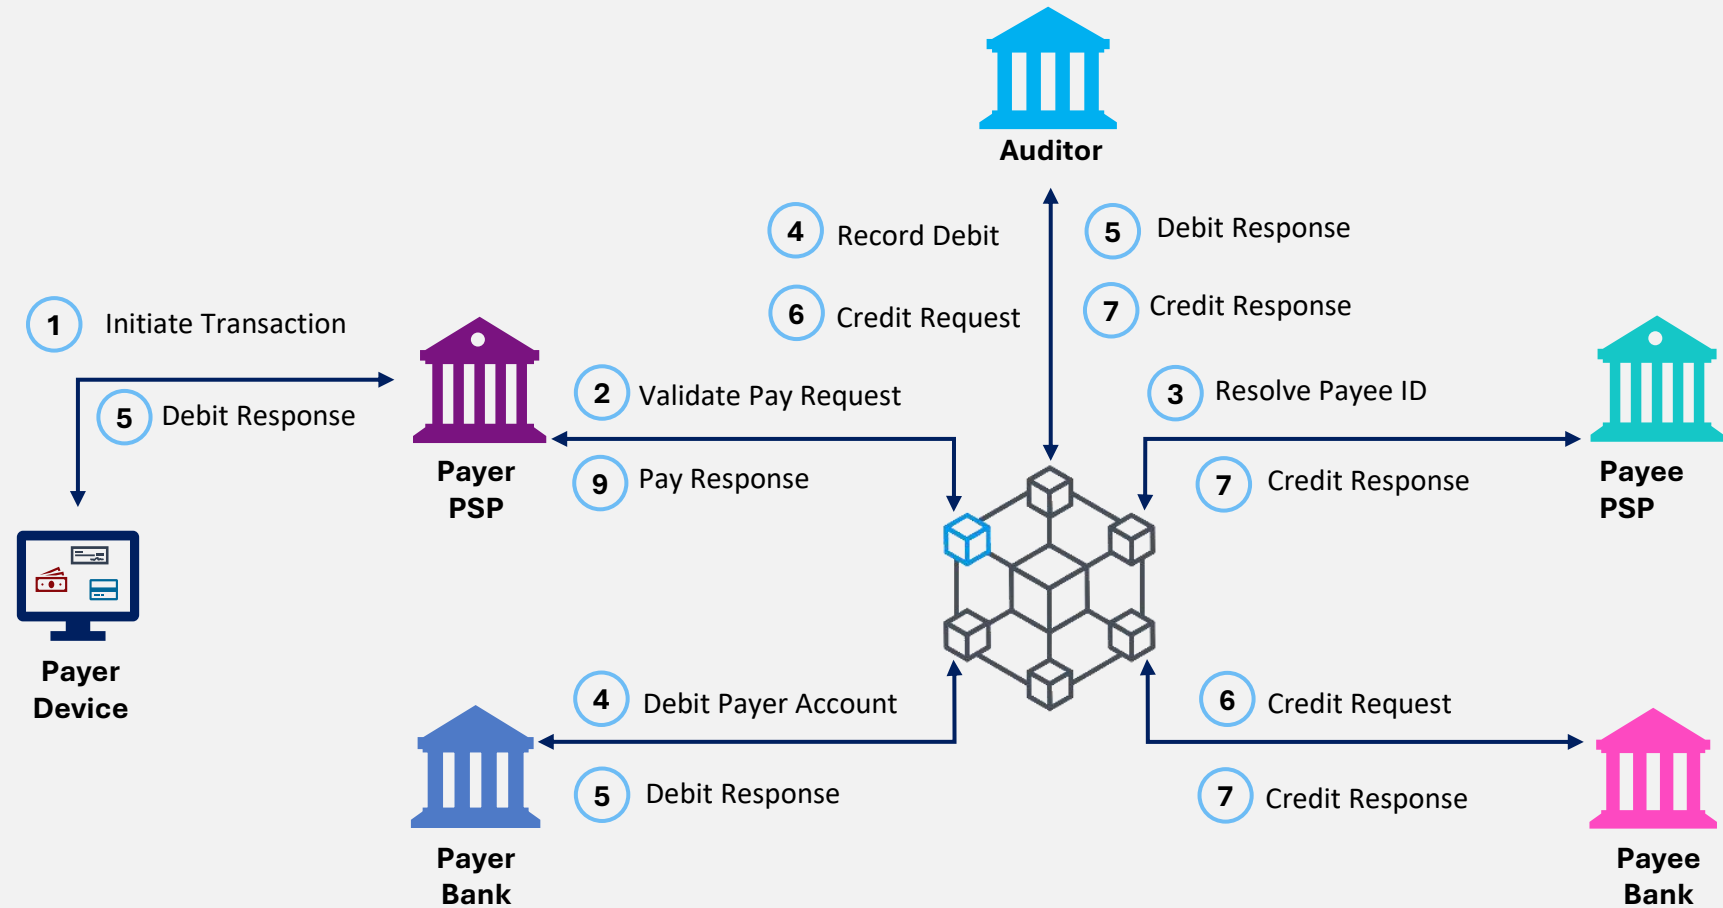 Auditor
4 Record Debit
5 Debit Response
6 Credit Request
7 Credit Response
1 Initiate Transaction
5 Debit Response
2 Validate Pay Request
9 Pay Response
3 Resolve Payee ID
7 Credit Response
Payer
PSP
Payee
PSP
Payer
Device
4 Debit Payer Account
5 Debit Response
6 Credit Request
7 Credit Response
Payer
Bank
Payee
Bank